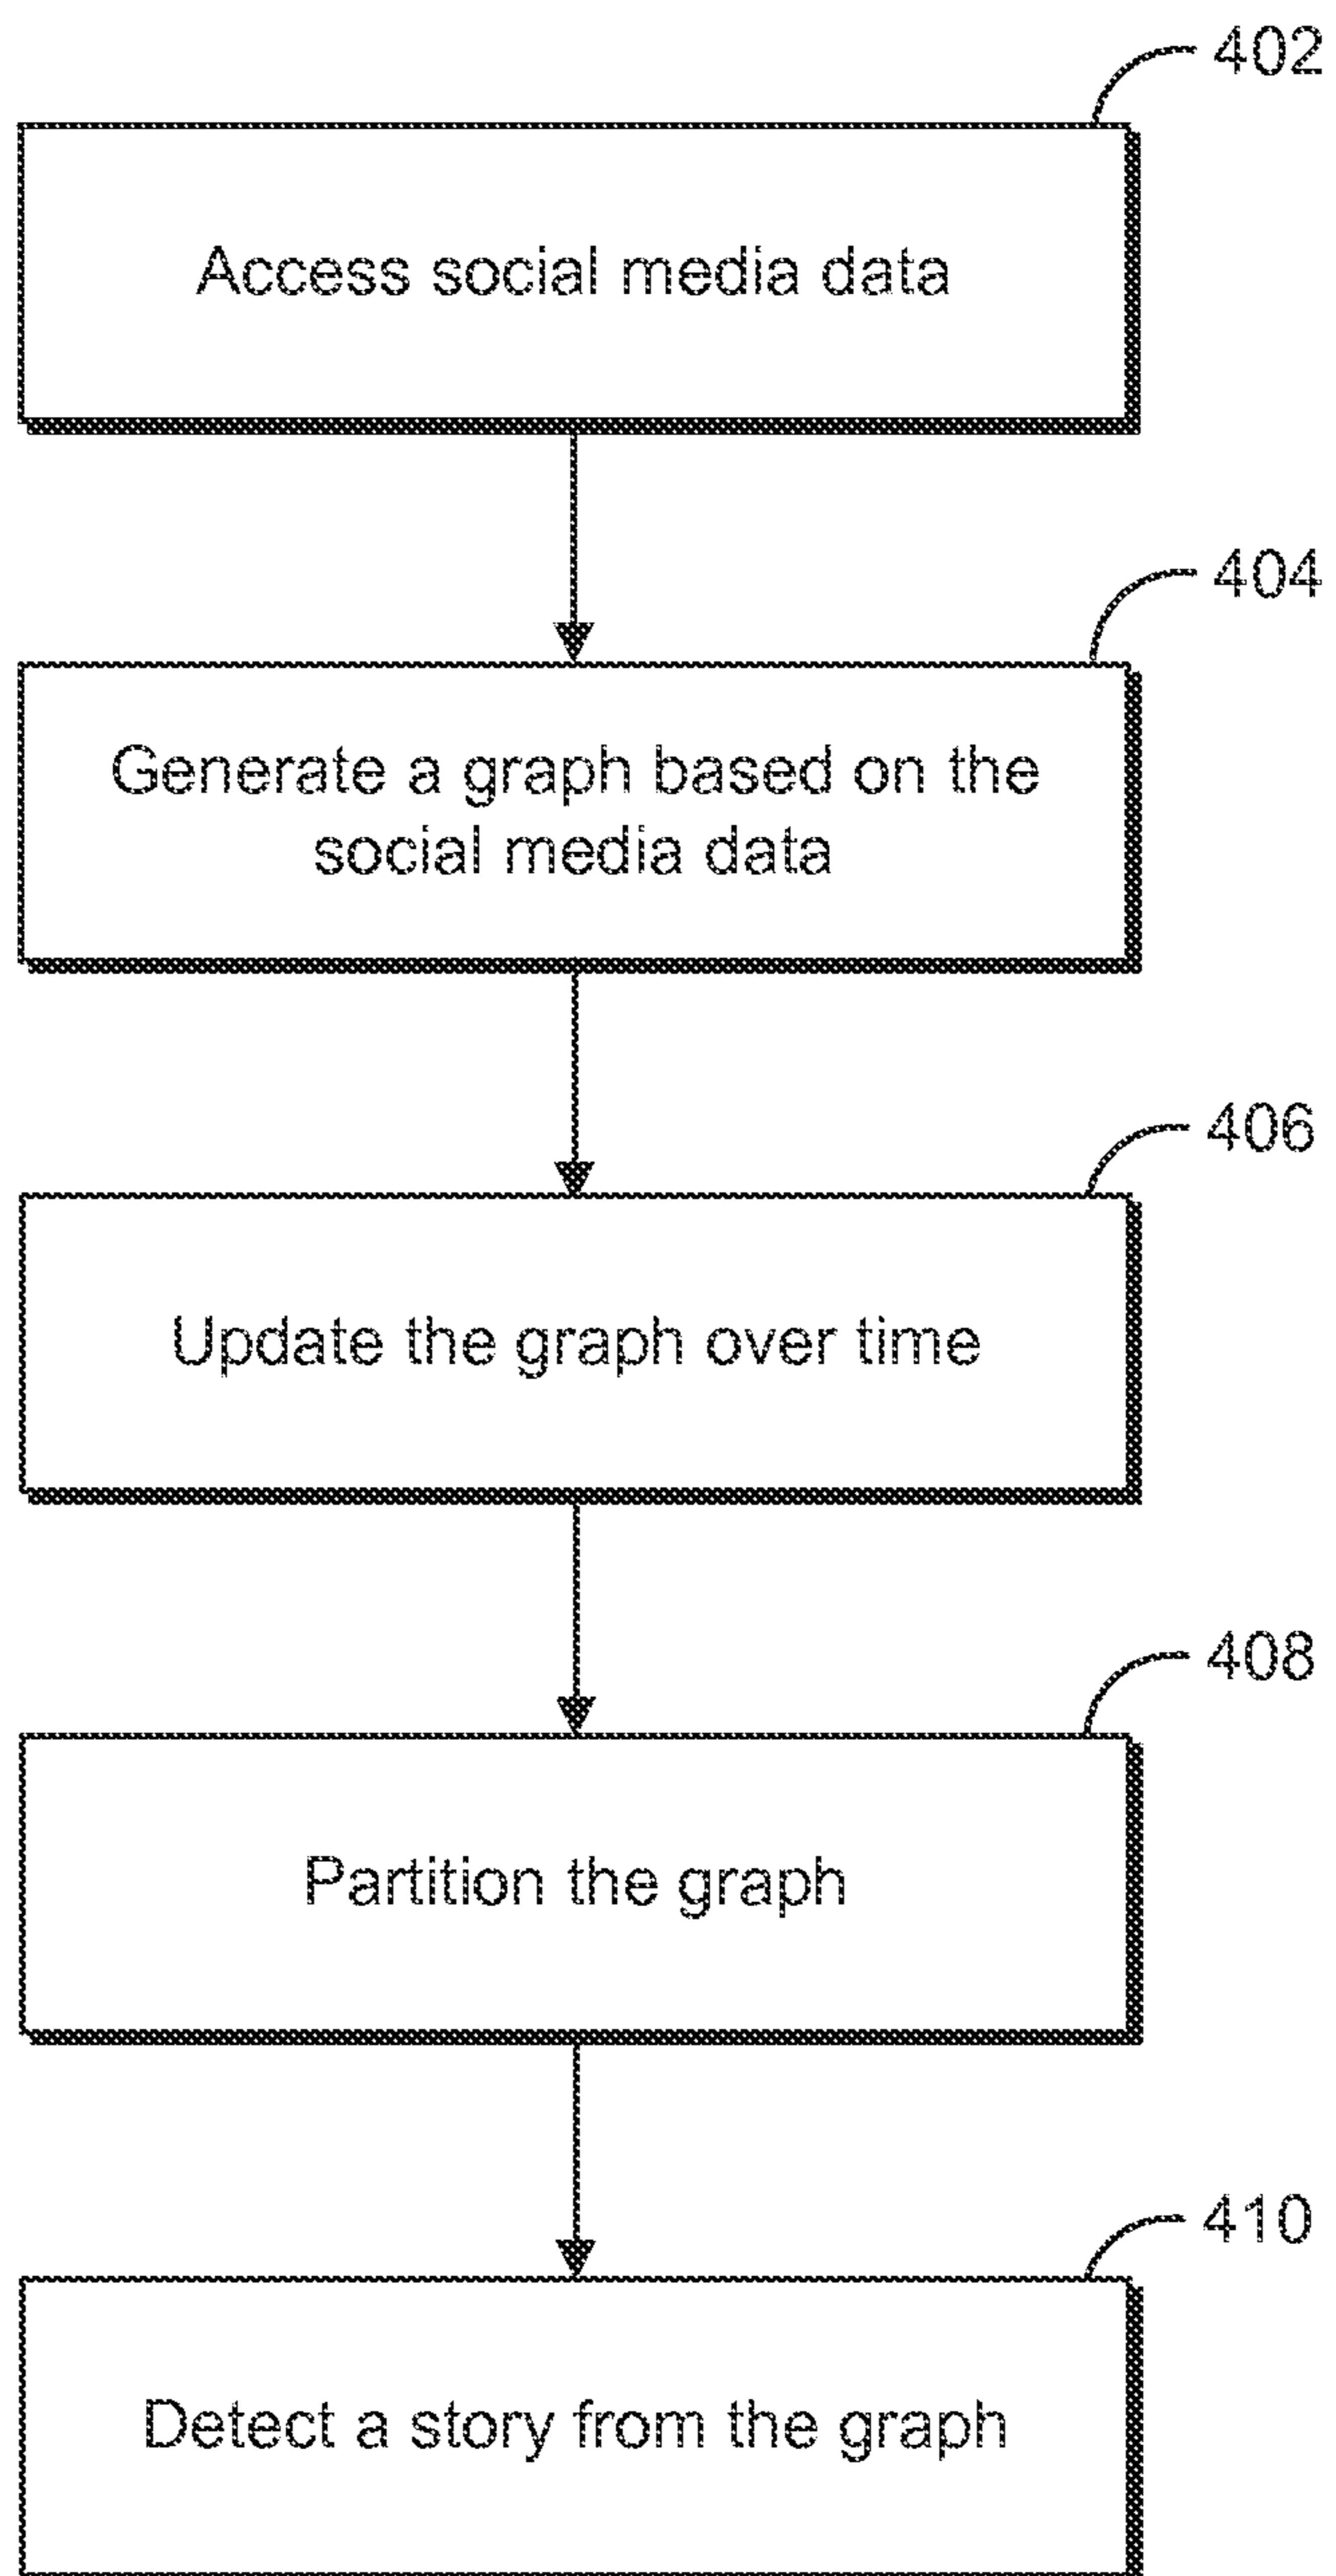 402
Access social media data
404
Generate a graph based on the
social media data
406
Update the graph over time
408
Partition the graph
410
Detect a story from the graph